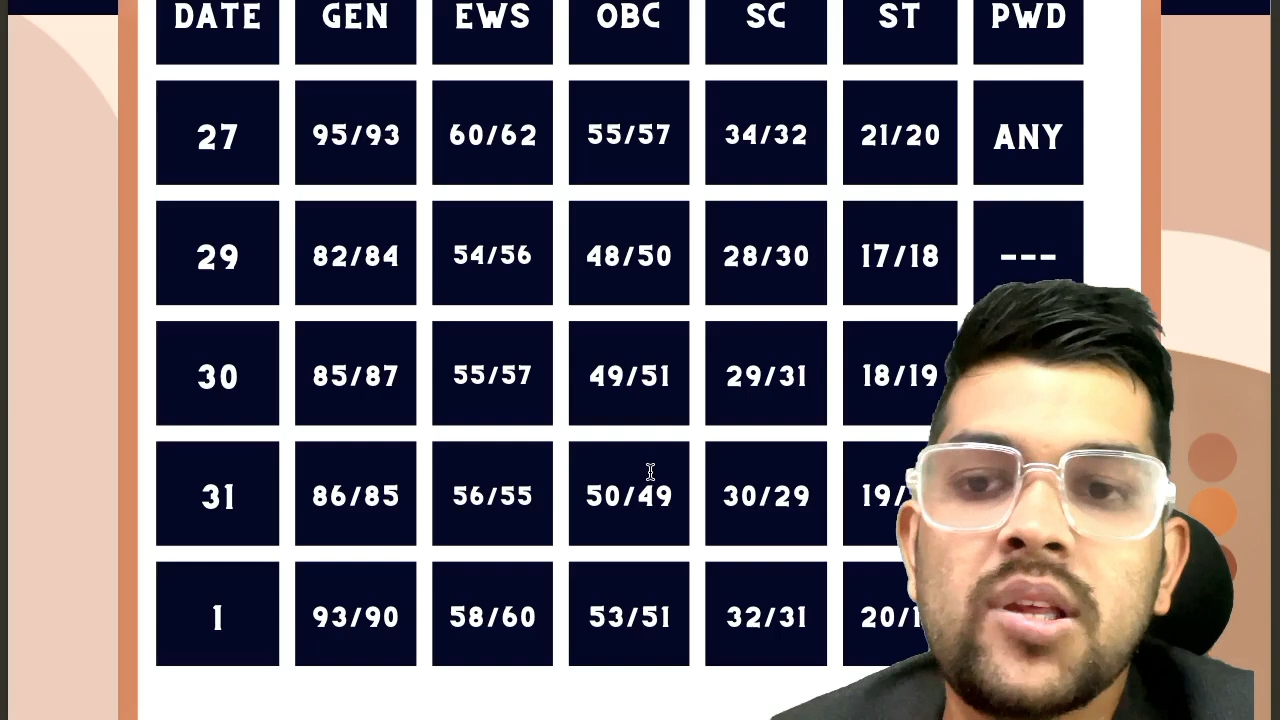 DATE GEN EWS OBC SC ST PWD
27 95/93 60/62 55/57 34/32 21/20 ANY
29 82/84 54/56 48/50 28/30 17/18 ---
30 85/87 55/57 49/51 29/31 18/19
31 86/85 56/55 50/49 30/29
1 93/90 58/60 53/51 32/31